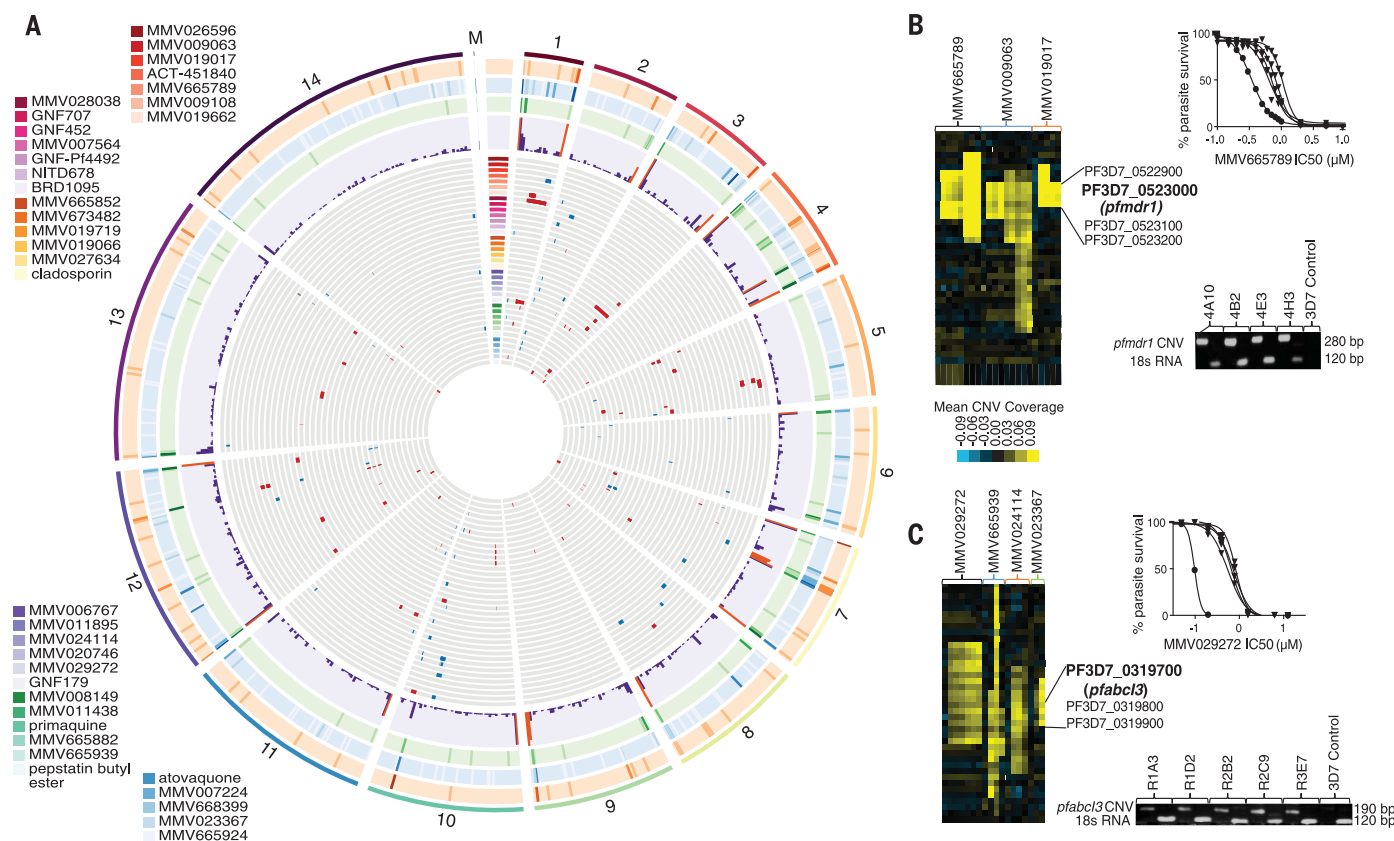 A
MMV026596
MMV009063
MMV019017
ACT-451840
MMV665789
MMV009108
MMV019662
MMV028038
GNF707
GNF452
MMV007564
GNF-Pf4492
NITD678
BRD1095
MMV665852
MMV673482
MMV019719
MMV019066
MMV027634
cladosporin
MMV006767
MMV011895
MMV024114
MMV020746
MMV029272
GNF179
MMV008149
MMV011438
primaquine
MMV665882
MMV665939
pepstatin butyl
ester
atovaquone
MMV007224
MMV668399
MMV023367
MMV665924
M
1
2
3
4
5
6
7
8
9
10
11
12
13
14
B
MMV665789
MMV009063
MMV019017
PF3D7_0522900
PF3D7_0523000
(pfmdr1)
PF3D7_0523100
PF3D7_0523200
Mean CNV Coverage
-0.09
-0.06
-0.03
0.00
0.03
0.06
0.09
% parasite survival
100
50
0
-1.0
-0.5
0.0
0.5
1.0
MMV665789 IC50 (µM)
4A10
4B2
4E3
4H3
3D7 Control
pfmdr1 CNV
280 bp
18s RNA
120 bp
C
MMV029272
MMV665939
MMV024114
MMV023367
PF3D7_0319700
(pfabcl3)
PF3D7_0319800
PF3D7_0319900
% parasite survival
100
50
0
-1
0
1
MMV029272 IC50 (µM)
R1A3
R1D2
R2B2
R2C9
R3E7
3D7 Control
pfabcl3 CNV
190 bp
18s RNA
120 bp